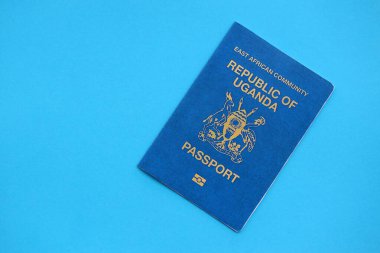 EAST AFRICAN COMMUNITY
REPUBLIC OF
UGANDA
PASSPORT